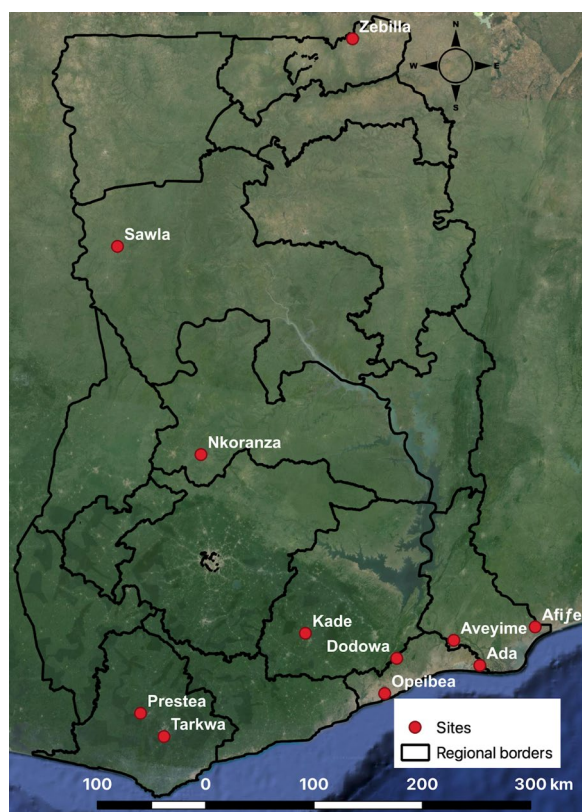 Zebilla
N
W E
S
Sawla
Nkoranza
Kade
Dodowa
Aveyime
Afiƒe
Ada
Opeibea
Prestea
Tarkwa
Sites
Regional borders
100 0 100 200 300 km